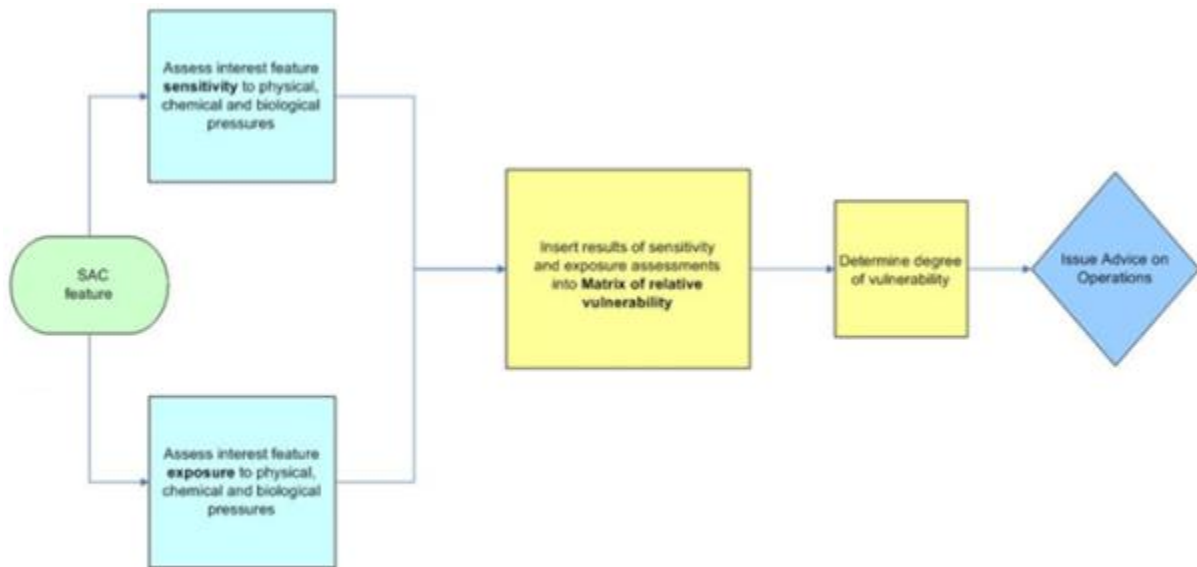 Assess interest feature
sensitivity to physical,
chemical and biological
pressures
SAC
feature
Assess interest feature
exposure to physical,
chemical and biological
pressures
Insert results of sensitivity
and exposure assessments
into Matrix of relative
vulnerability
Determine degree
of vulnerability
Issue Advice on
Operations